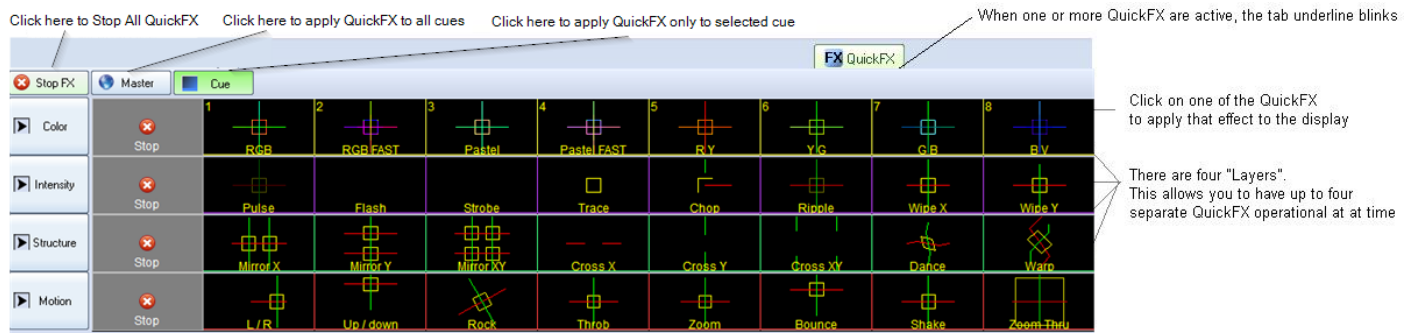 Click here to Stop All QuickFX
Click here to apply QuickFX to all cues
Click here to apply QuickFX only to selected cue
When one or more QuickFX are active, the tab underline blinks
FX QuickFX
Stop FX
Master
Cue
Color
Stop
1
RGB
2
RGB FAST
3
Pastel
4
Pastel FAST
5
R Y
6
Y G
7
G B
8
B V
Click on one of the QuickFX
to apply that effect to the display
Intensity
Stop
Pulse
Flash
Strobe
Trace
Chop
Ripple
Wipe X
Wipe Y
There are four "Layers".
This allows you to have up to four
separate QuickFX operational at at time
Structure
Stop
Mirror X
Mirror Y
Mirror XY
Cross X
Cross Y
Cross XY
Dance
Warp
Motion
Stop
L / R
Up / down
Rock
Throb
Zoom
Bounce
Shake
Zoom Thru